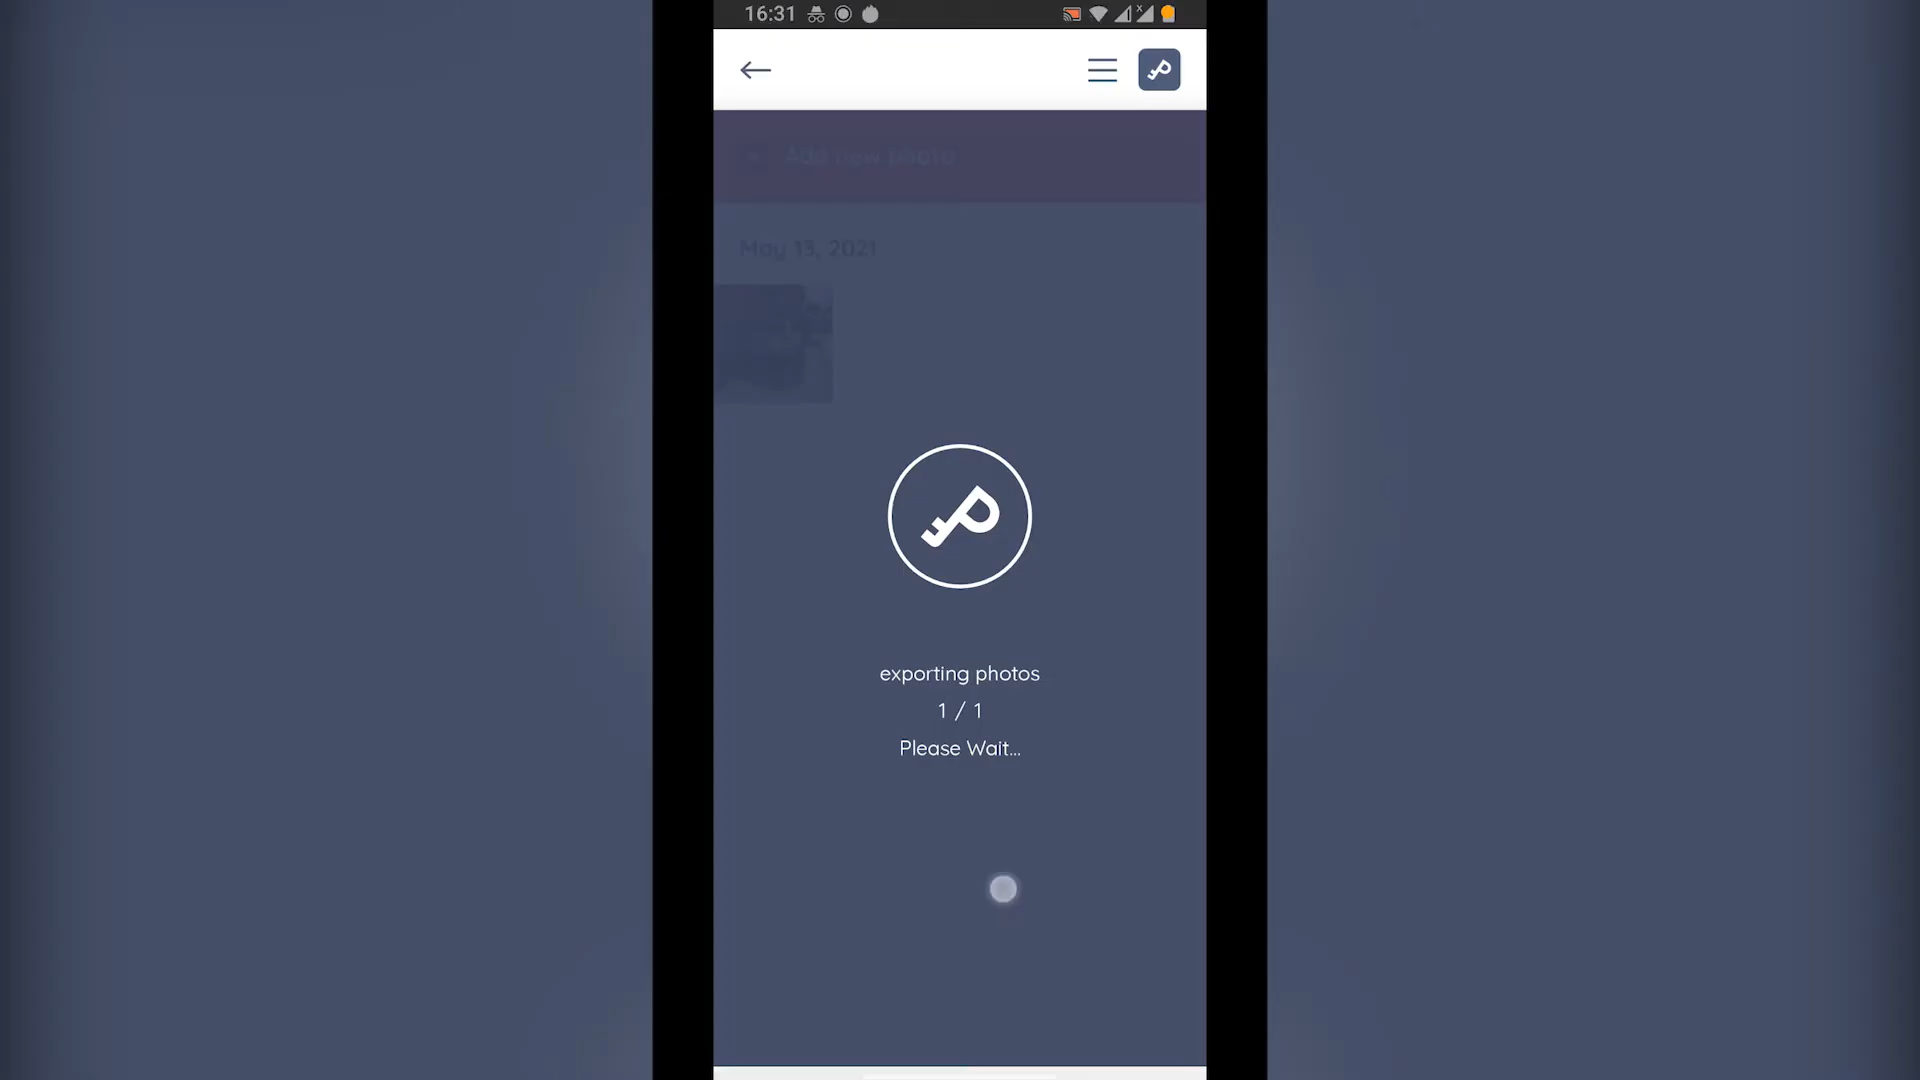 16:31
Add new photo
May 13, 2021
exporting photos
1 / 1
Please Wait...